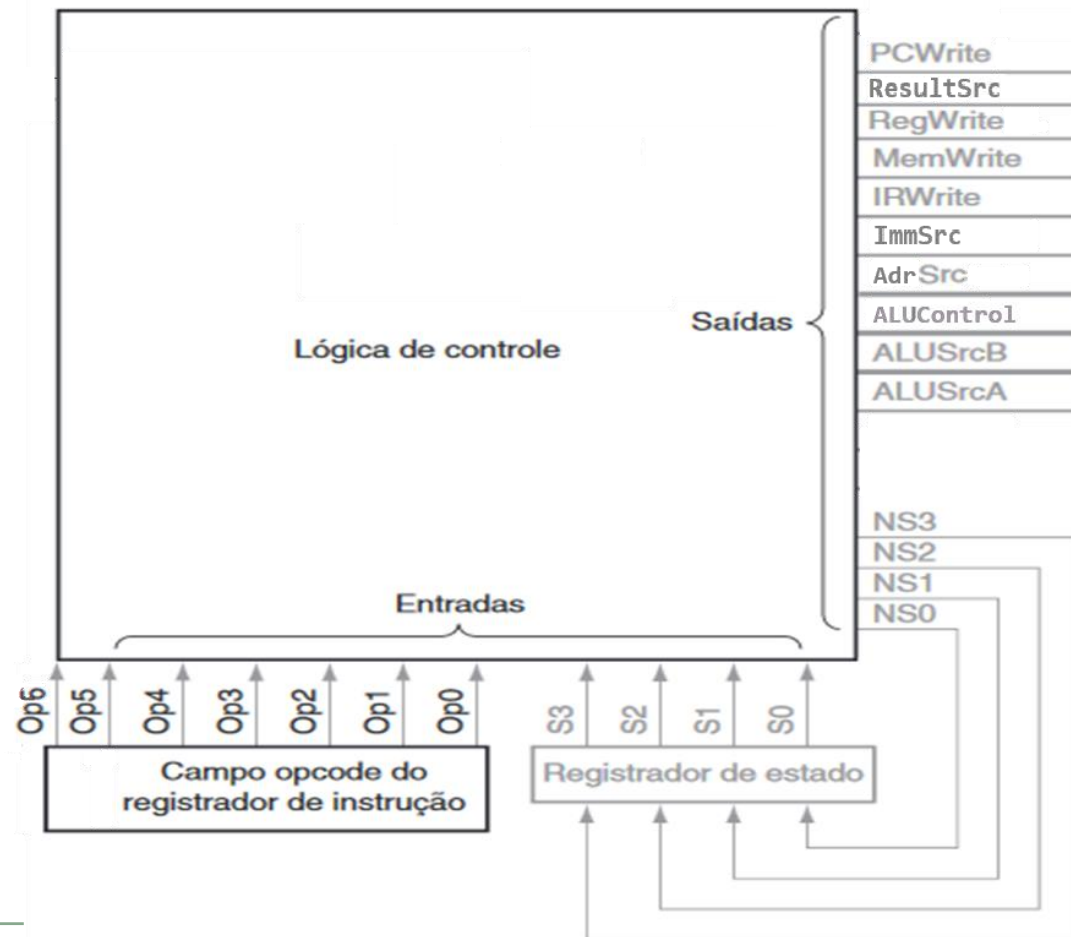 PCWrite
ResultSrc
RegWrite
MemWrite
IRWrite
ImmSrc
AdrSrc
Saídas
ALUControl
Lógica de controle
ALUSrcB
ALUSrcA
NS3
NS2
NS1
NS0
Entradas
Op6
Op5
Op4
Op3
Op2
Op1
Op0
S3
S2
S1
S0
Campo opcode do
registrador de instrução
Registrador de estado